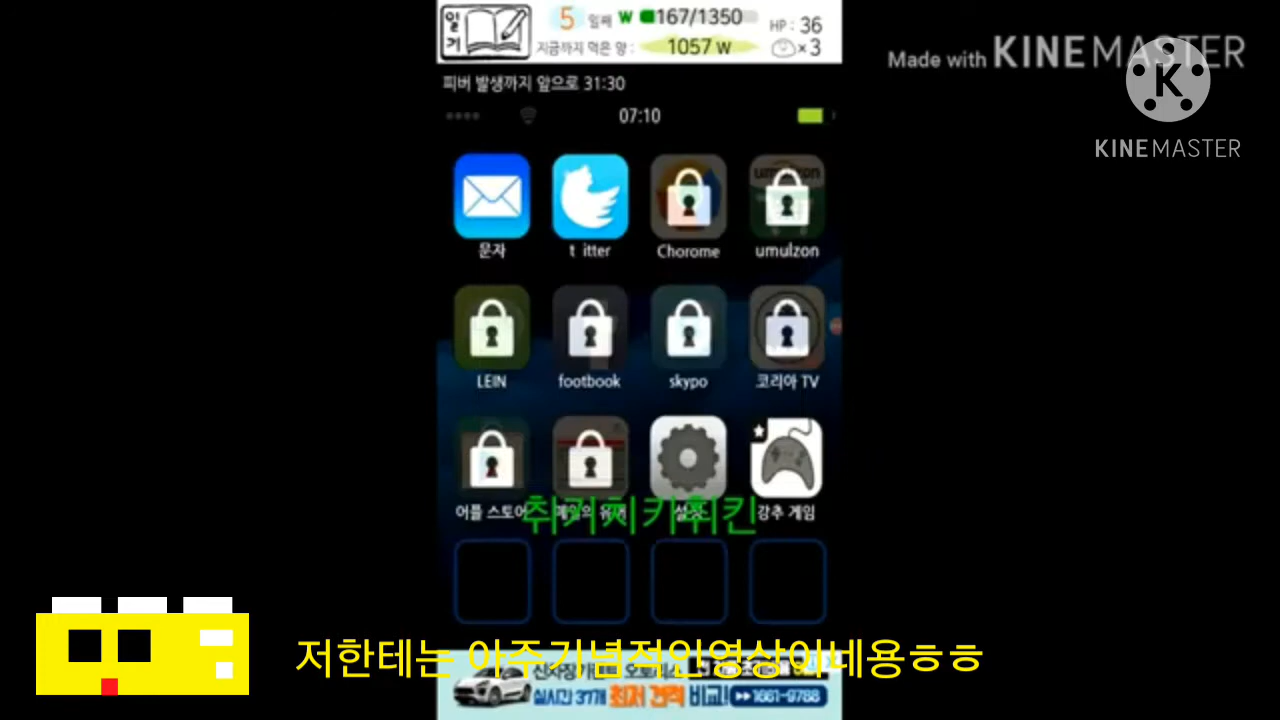 일기
5 일째 W 167/1350 HP : 36
지금까지 먹은 양 : 1057 W ×3
Made with KINEMASTER
K
KINEMASTER
피버 발생까지 앞으로 31:30
07:10
문자 t itter Chorome umulzon
LEIN footbook skypo 코리아 TV
어플 스토어 설정 강추 게임
저한테는 아주기념적인영상이네용ㅎㅎ
실시간 37개 최저 견적 비교! 1661-9788